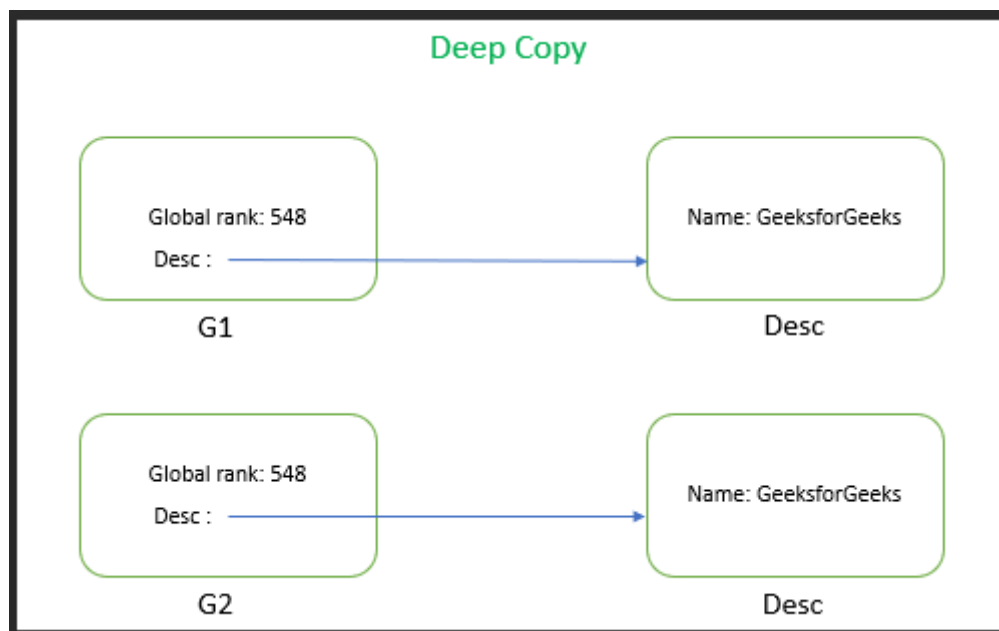 Deep Copy
Global rank: 548
Desc :
Name: GeeksforGeeks
G1
Desc
Global rank: 548
Desc :
Name: GeeksforGeeks
G2
Desc